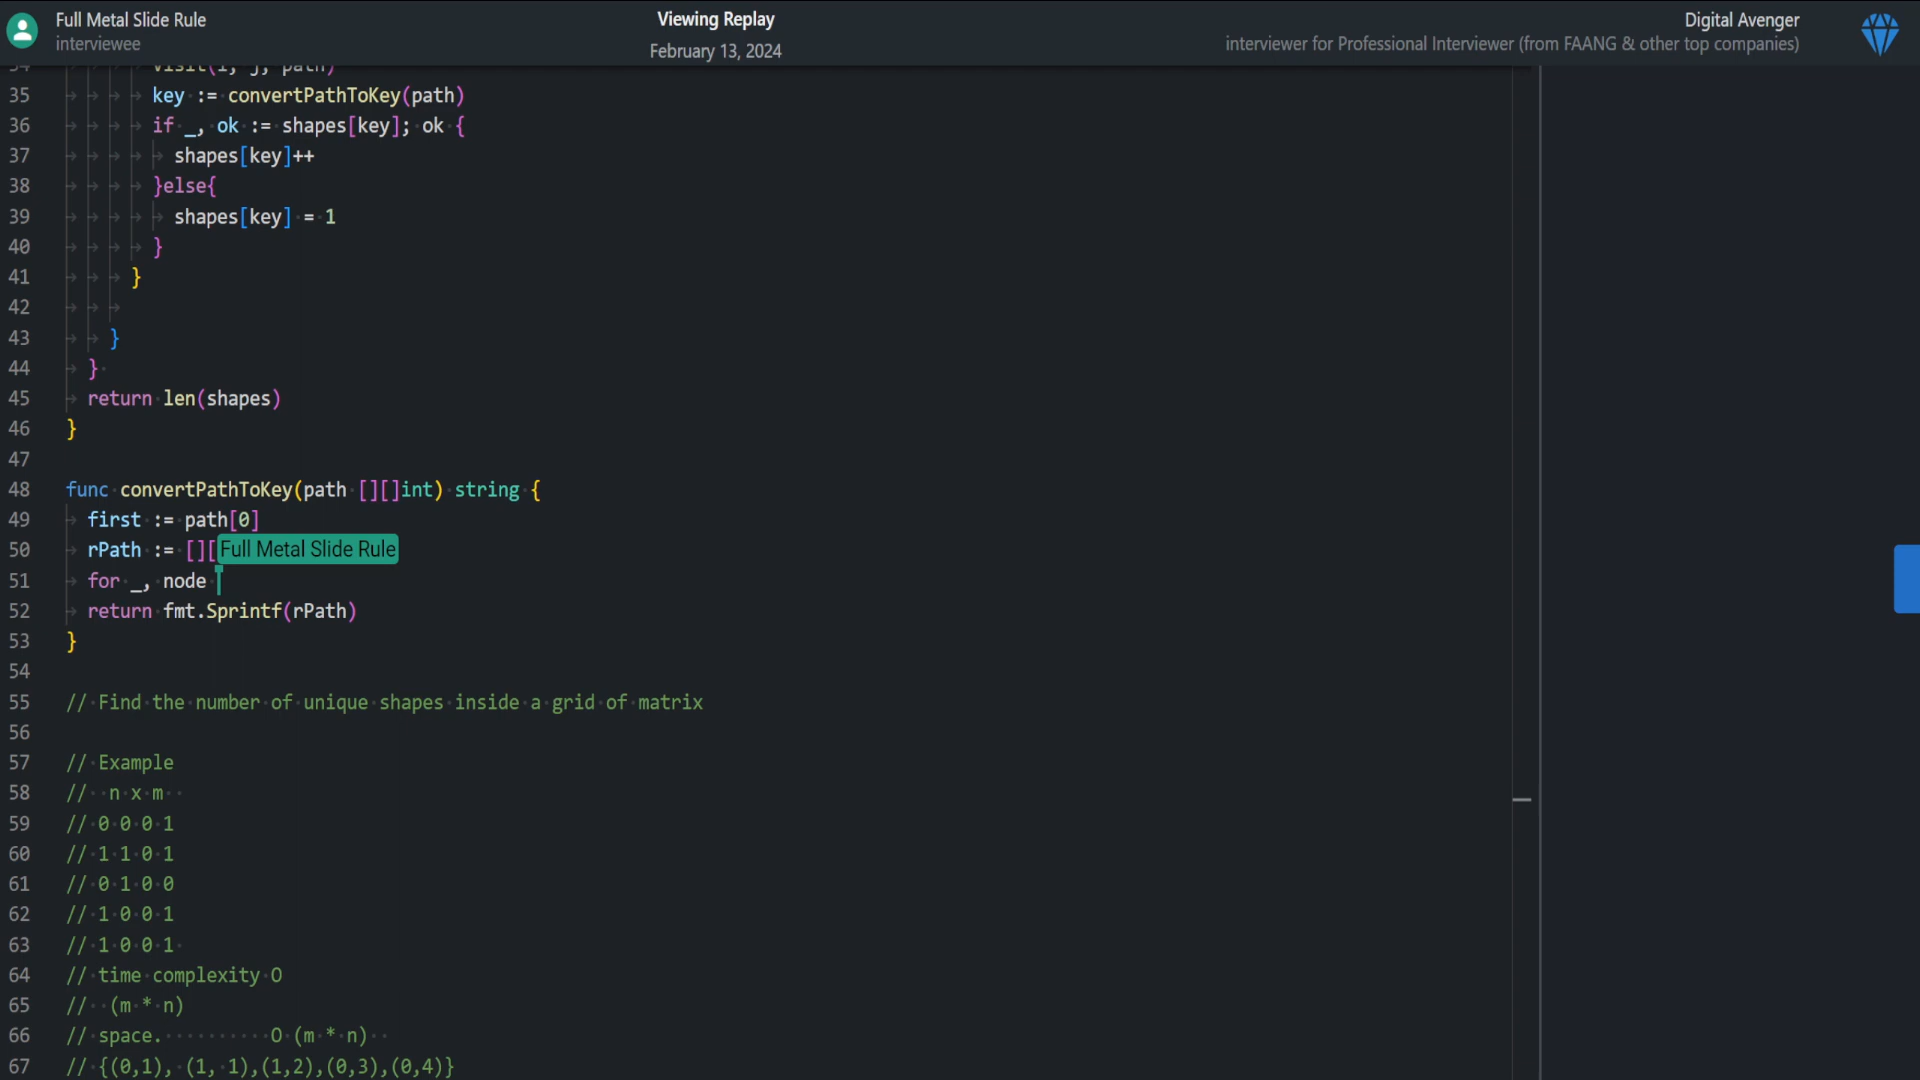 Full Metal Slide Rule
interviewee
Viewing Replay
February 13, 2024
Digital Avenger
interviewer for Professional Interviewer (from FAANG & other top companies)
35 key := convertPathToKey(path)
36 if _, ok := shapes[key]; ok {
37 shapes[key]++
38 }else{
39 shapes[key] = 1
40 }
41 }
42
43 }
44 }
45 return len(shapes)
46 }
47
48 func convertPathToKey(path [][]int) string {
49 first := path[0]
50 rPath := [][ Full Metal Slide Rule
51 for _, node
52 return fmt.Sprintf(rPath)
53 }
54
55 // Find the number of unique shapes inside a grid of matrix
56
57 // Example
58 // n x m
59 // 0 0 0 1
60 // 1 1 0 1
61 // 0 1 0 0
62 // 1 0 0 1
63 // 1 0 0 1
64 // time complexity O
65 // (m * n)
66 // space. O (m * n)
67 // {(0,1), (1, 1),(1,2),(0,3),(0,4)}